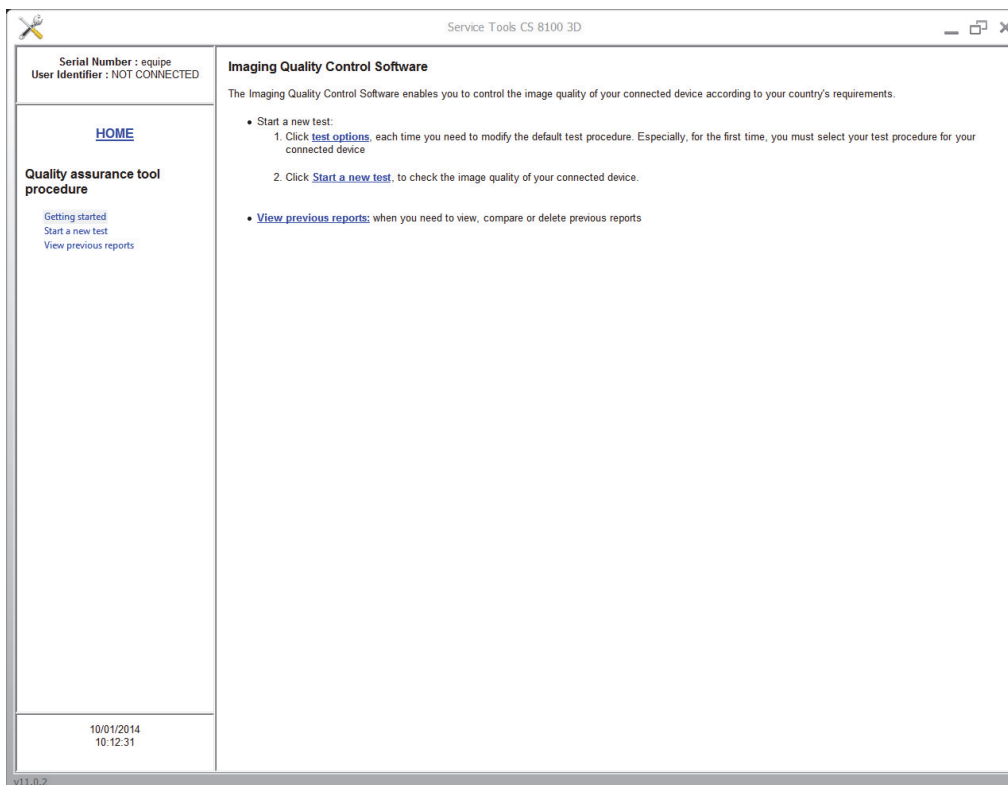 Service Tools CS 8100 3D
Serial Number : equipe
User Identifier : NOT CONNECTED
HOME
Quality assurance tool
procedure
Getting started
Start a new test
View previous reports
10/01/2014
10:12:31
Imaging Quality Control Software
The Imaging Quality Control Software enables you to control the image quality of your connected device according to your country's requirements.
• Start a new test:
1. Click test options, each time you need to modify the default test procedure. Especially, for the first time, you must select your test procedure for your
connected device
2. Click Start a new test, to check the image quality of your connected device.
• View previous reports: when you need to view, compare or delete previous reports
v11.0.2